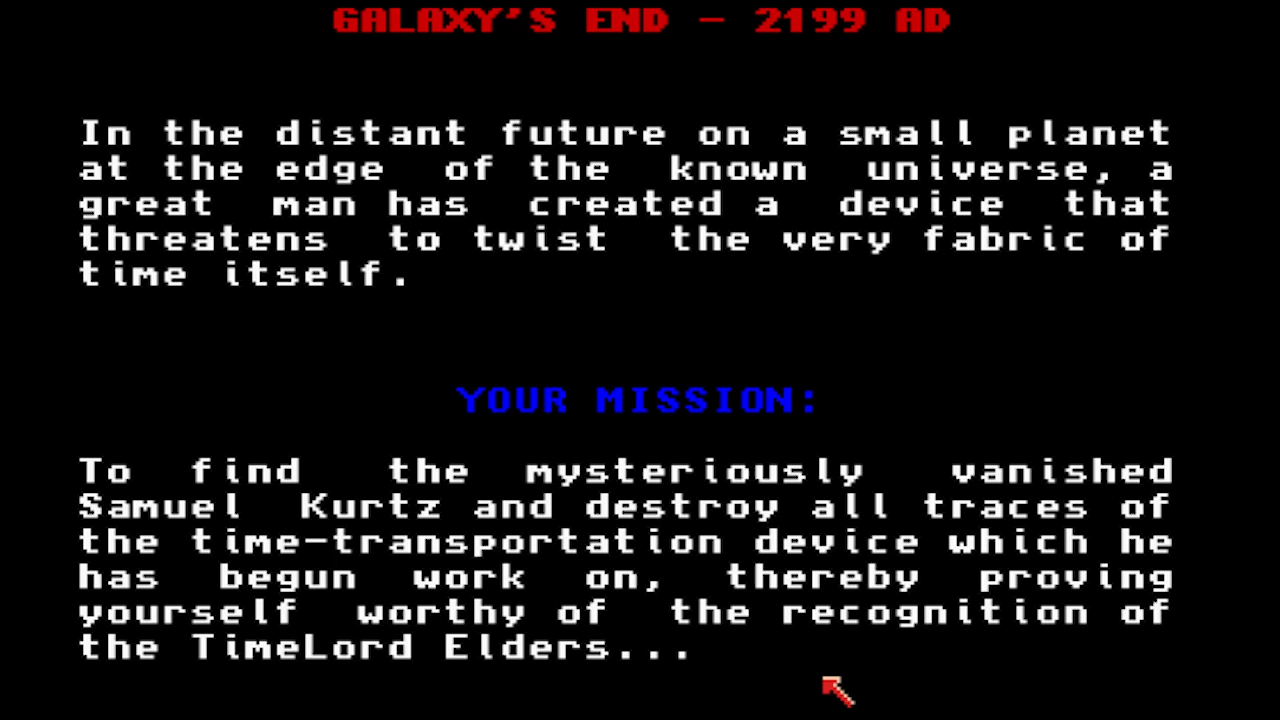 GALAXY'S END - 2199 AD
In the distant future on a small planet
at the edge of the known universe, a
great man has created a device that
threatens to twist the very fabric of
time itself.
YOUR MISSION:
To find the mysteriously vanished
Samuel Kurtz and destroy all traces of
the time-transportation device which he
has begun work on, thereby proving
yourself worthy of the recognition of
the TimeLord Elders...